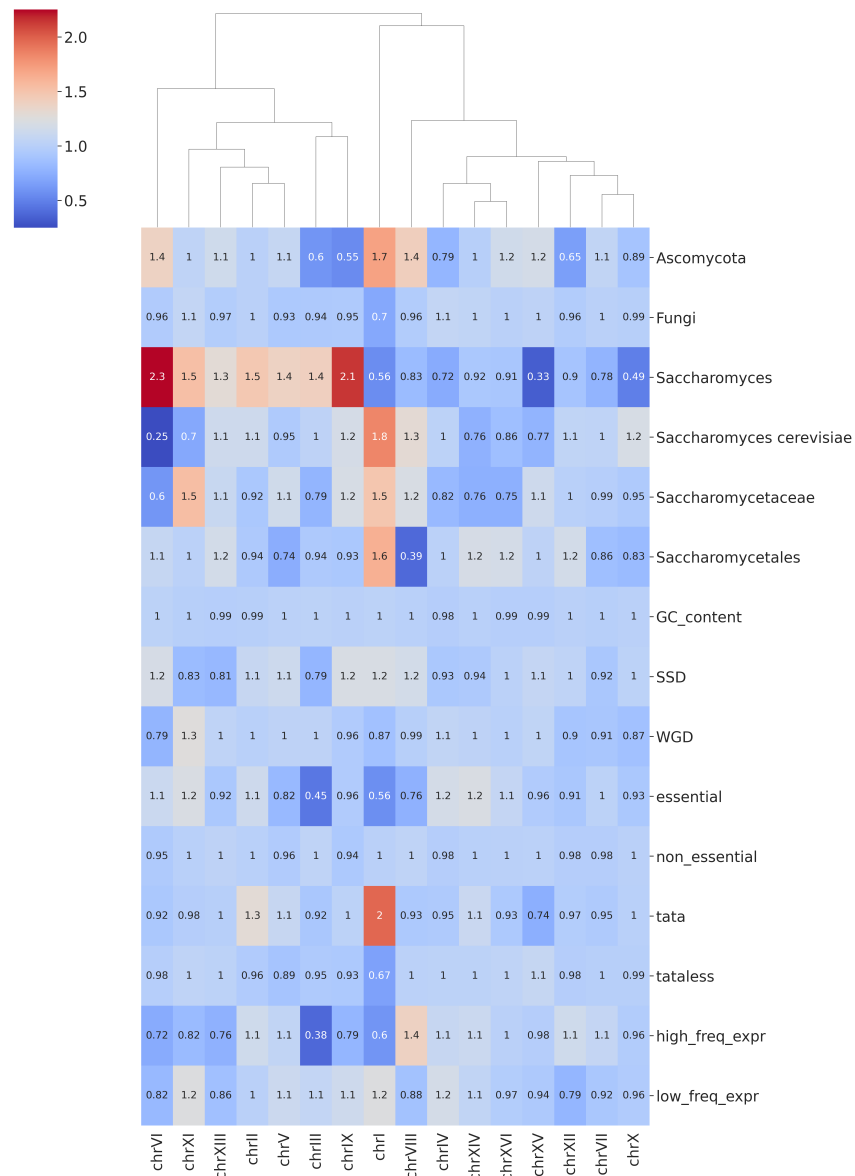 2.0
1.5
1.0
0.5
1.4 1 1.1 1 1.1 0.6 0.55 1.7 1.4 0.79 1 1.2 1.2 0.65 1.1 0.89 Ascomycota
0.96 1.1 0.97 1 0.93 0.94 0.95 0.7 0.96 1.1 1 1 1 0.96 1 0.99 Fungi
2.3 1.5 1.3 1.5 1.4 1.4 2.1 0.56 0.83 0.72 0.92 0.91 0.33 0.9 0.78 0.49 Saccharomyces
0.25 0.7 1.1 1.1 0.95 1 1.2 1.8 1.3 1 0.76 0.86 0.77 1.1 1 1.2 Saccharomyces cerevisiae
0.6 1.5 1.1 0.92 1.1 0.79 1.2 1.5 1.2 0.82 0.76 0.75 1.1 1 0.99 0.95 Saccharomycetaceae
1.1 1 1.2 0.94 0.74 0.94 0.93 1.6 0.39 1 1.2 1.2 1 1.2 0.86 0.83 Saccharomycetales
1 1 0.99 0.99 1 1 1 1 1 0.98 1 0.99 0.99 1 1 1 GC_content
1.2 0.83 0.81 1.1 1.1 0.79 1.2 1.2 1.2 0.93 0.94 1 1.1 1 0.92 1 SSD
0.79 1.3 1 1 1 1 0.96 0.87 0.99 1.1 1 1 1 0.9 0.91 0.87 WGD
1.1 1.2 0.92 1.1 0.82 0.45 0.96 0.56 0.76 1.2 1.2 1.1 0.96 0.91 1 0.93 essential
0.95 1 1 1 0.96 1 0.94 1 1 0.98 1 1 1 0.98 0.98 1 non_essential
0.92 0.98 1 1.3 1.1 0.92 1 2 0.93 0.95 1.1 0.93 0.74 0.97 0.95 1 tata
0.98 1 1 0.96 0.89 0.95 0.93 0.67 1 1 1 1 1.1 0.98 1 0.99 tataless
0.72 0.82 0.76 1.1 1.1 0.38 0.79 0.6 1.4 1.1 1.1 1 0.98 1.1 1.1 0.96 high_freq_expr
0.82 1.2 0.86 1 1.1 1.1 1.1 1.2 0.88 1.2 1.1 0.97 0.94 0.79 0.92 0.96 low_freq_expr
chrVI chrXI chrXIII chrII chrV chrIII chrIX chrI chrVIII chrIV chrXIV chrXVI chrXV chrXII chrVII chrX